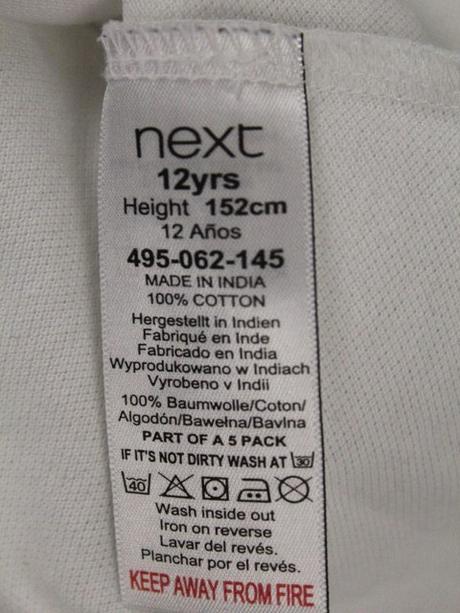 next
12yrs
Height 152cm
12 Años
495-062-145
MADE IN INDIA
100% COTTON
Hergestellt in Indien
Fabriqué en Inde
Fabricado en India
Wyprodukowano w Indiach
Vyrobeno v Indii
100% Baumwolle/Coton/
Algodón/Bawełna/Bavlna
PART OF A 5 PACK
IF IT'S NOT DIRTY WASH AT 30
40
Wash inside out
Iron on reverse
Lavar del revés.
Planchar por el revés.
KEEP AWAY FROM FIRE